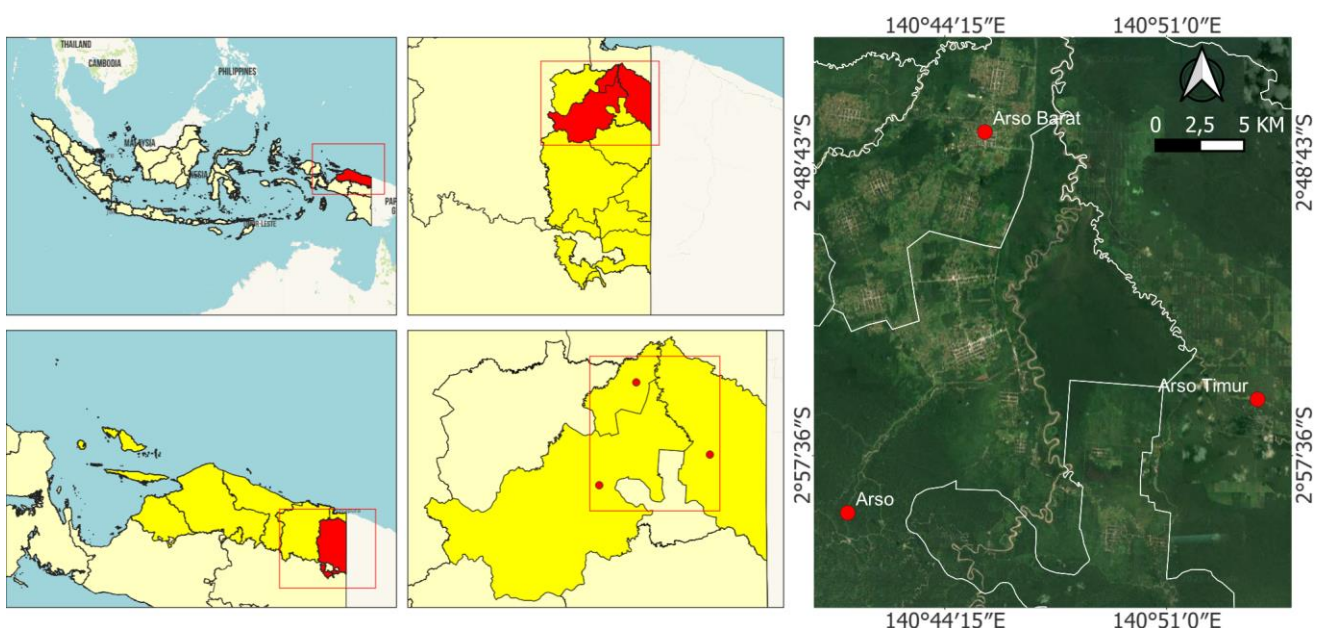 THAILAND
CAMBODIA
PHILIPPINES
MALAYSIA
140°44′15″E 140°51′0″E
0 2,5 5 KM
Arso Barat
2°48′43″S 2°48′43″S
Arso Timur
2°57′36″S 2°57′36″S
Arso
140°44′15″E 140°51′0″E